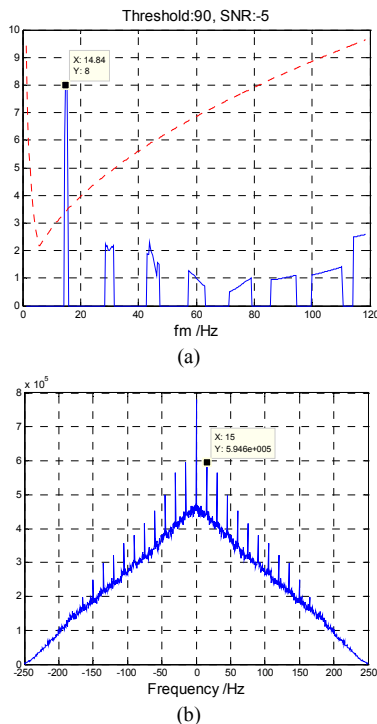 Threshold:90, SNR:-5
10
9
8
7
6
5
4
3
2
1
0
X: 14.84
Y: 8
0 20 40 60 80 100 120
fm /Hz
(a)
x 10^5
8
7
6
5
4
3
2
1
0
X: 15
Y: 5.946e+005
-250 -200 -150 -100 -50 0 50 100 150 200 250
Frequency /Hz
(b)